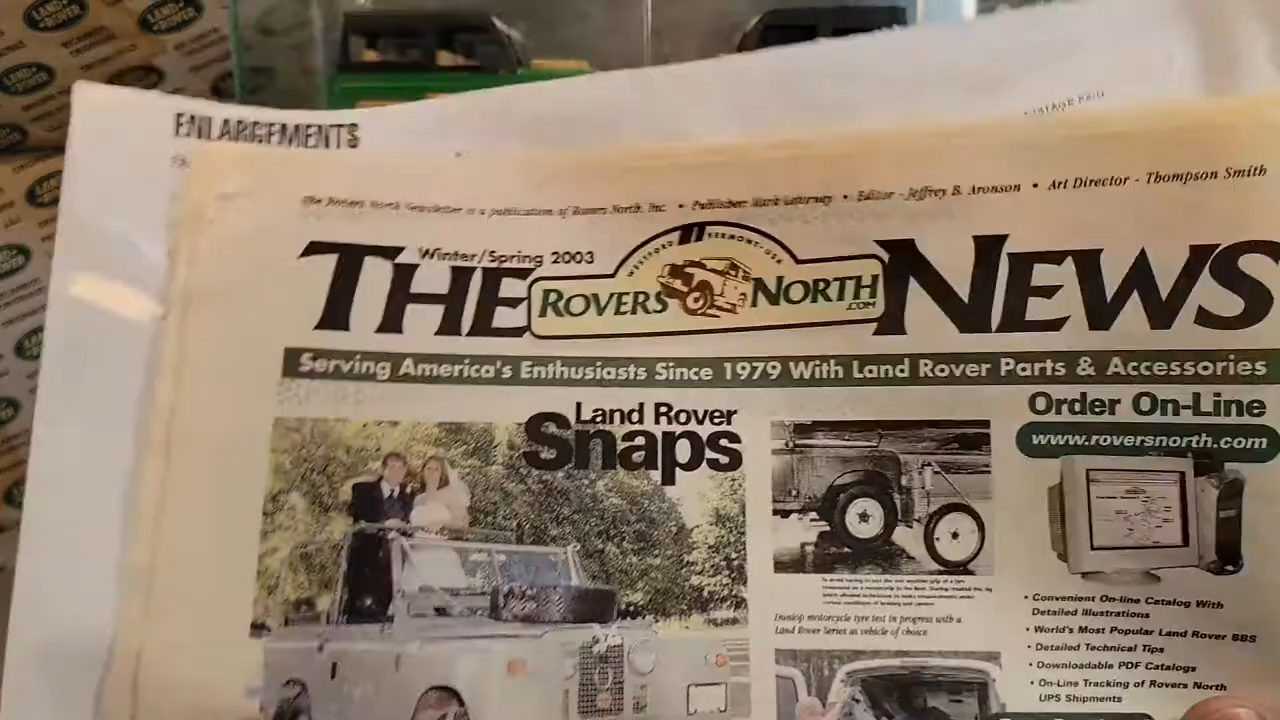 LAND ROVER
ENLARGEMENTS
The Rovers North Newsletter is a publication of Rovers North, Inc. • Publisher: Mark Letorney • Editor - Jeffrey B. Aronson • Art Director - Thompson Smith
Winter/Spring 2003
WESTFORD VERMONT • USA
THE ROVERS NORTH .COM NEWS
Serving America's Enthusiasts Since 1979 With Land Rover Parts & Accessories
Land Rover
Snaps
Order On-Line
www.roversnorth.com
Dunlop motorcycle tyre test in progress with a
Land Rover Series as vehicle of choice
• Convenient On-line Catalog With
Detailed Illustrations
• World's Most Popular Land Rover BBS
• Detailed Technical Tips
• Downloadable PDF Catalogs
• On-Line Tracking of Rovers North
UPS Shipments